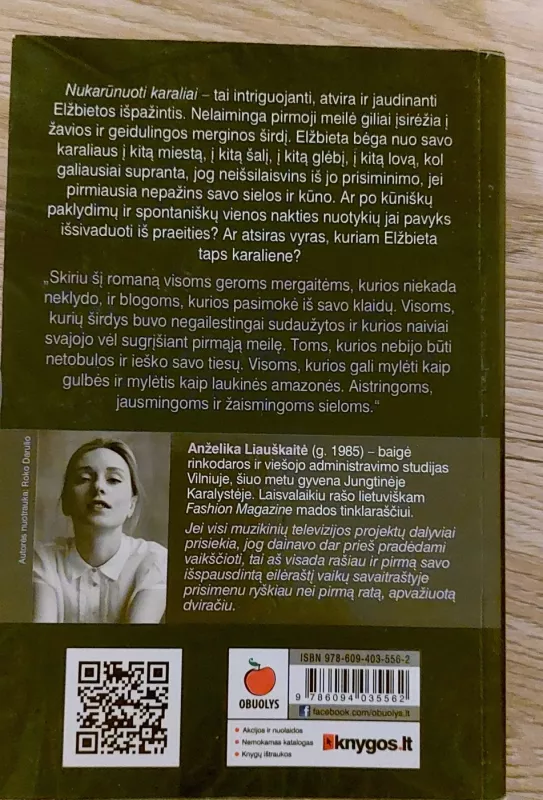 Nukarūnuoti karaliai – tai intriguojanti, atvira ir jaudinanti
Elžbietos išpažintis. Nelaiminga pirmoji meilė giliai įsirėžia į
žavios ir geidulingos merginos širdį. Elžbieta bėga nuo savo
karaliaus į kitą miestą, į kitą šalį, į kitą glėbį, į kitą lovą, kol
galiausiai supranta, jog neišsilaisvins iš jo prisiminimo, jei
pirmiausia nepažins savo sielos ir kūno. Ar po kūniškų
paklydimų ir spontaniškų vienos nakties nuotykių jai pavyks
išsivaduoti iš praeities? Ar atsiras vyras, kuriam Elžbieta
taps karaliene?
„Skiriu šį romaną visoms geroms mergaitėms, kurios niekada
neklydo, ir blogoms, kurios pasimokė iš savo klaidų. Visoms,
kurių širdys buvo negailestingai sudaužytos ir kurios naiviai
svajojo vėl sugrįšiant pirmąją meilę. Toms, kurios nebijo būti
netobulos ir ieško savo tiesų. Visoms, kurios gali mylėti kaip
gulbės ir mylėtis kaip laukinės amazonės. Aistringoms,
jausmingoms ir žaismingoms sieloms.“
Autorės nuotrauka: Roko Darulio
Anželika Liauškaitė (g. 1985) – baigė
rinkodaros ir viešojo administravimo studijas
Vilniuje, šiuo metu gyvena Jungtinėje
Karalystėje. Laisvalaikiu rašo lietuviškam
Fashion Magazine mados tinklaraščiui.
Jei visi muzikinių televizijos projektų dalyviai
prisiekia, jog dainavo dar prieš pradėdami
vaikščioti, tai aš visada rašiau ir pirmą savo
išspausdintą eilėraštį vaikų savaitraštyje
prisimenu ryškiau nei pirmą ratą, apvažiuotą
dviračiu.
OBUOLYS
ISBN 978-609-403-556-2
9 786094 035562
facebook.com/obuolys.lt
• Akcijos ir nuolaidos
• Nemokamas katalogas
• Knygų ištraukos
knygos.lt